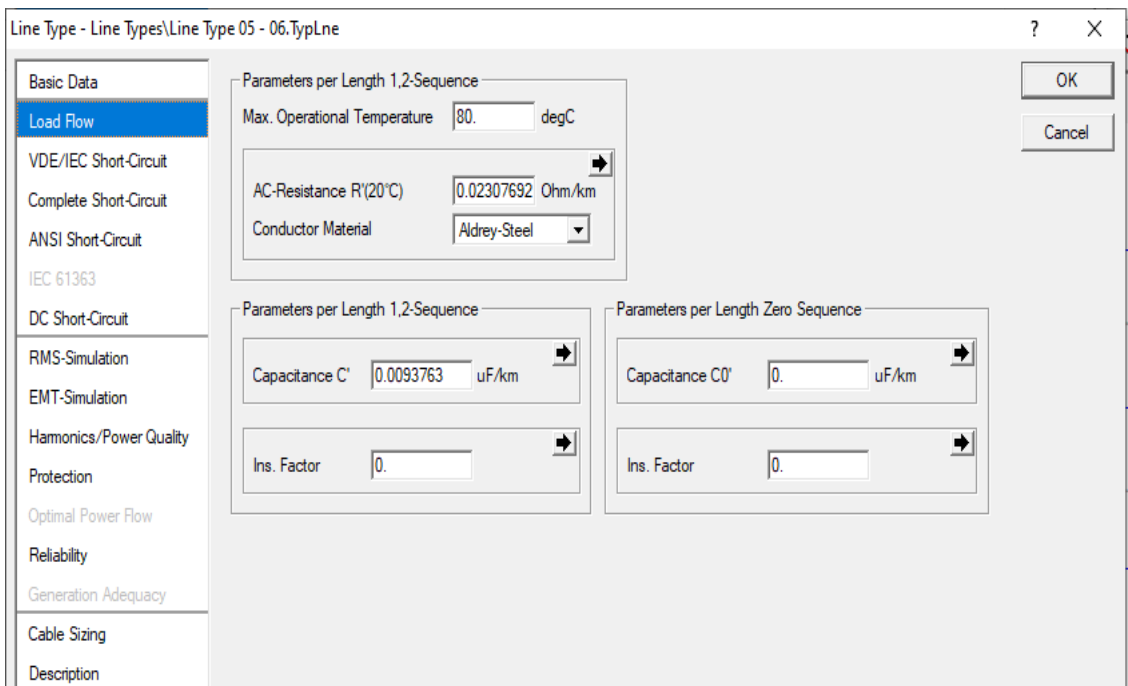 Line Type - Line Types\Line Type 05 - 06.TypLne
?
OK
Cancel
Basic Data
Load Flow
VDE/IEC Short-Circuit
Complete Short-Circuit
ANSI Short-Circuit
IEC 61363
DC Short-Circuit
RMS-Simulation
EMT-Simulation
Harmonics/Power Quality
Protection
Optimal Power Flow
Reliability
Generation Adequacy
Cable Sizing
Description
Parameters per Length 1,2-Sequence
Max. Operational Temperature 80. degC
AC-Resistance R'(20°C) 0.02307692 Ohm/km
Conductor Material Aldrey-Steel
Parameters per Length 1,2-Sequence
Capacitance C' 0.0093763 uF/km
Ins. Factor 0.
Parameters per Length Zero Sequence
Capacitance C0' 0. uF/km
Ins. Factor 0.